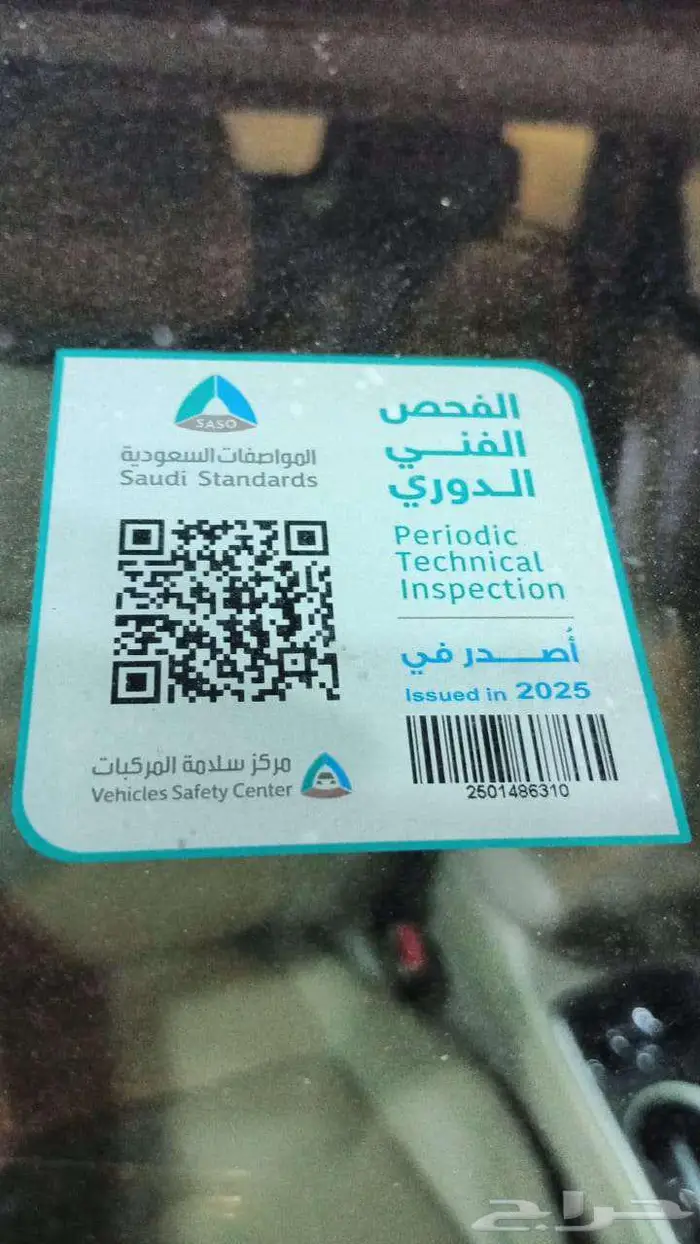 SASO
المواصفات السعودية
Saudi Standards
الفحص
الفني
الدوري
Periodic
Technical
Inspection
أُصدر في
Issued in 2025
2501486310
مركز سلامة المركبات
Vehicles Safety Center
حراج